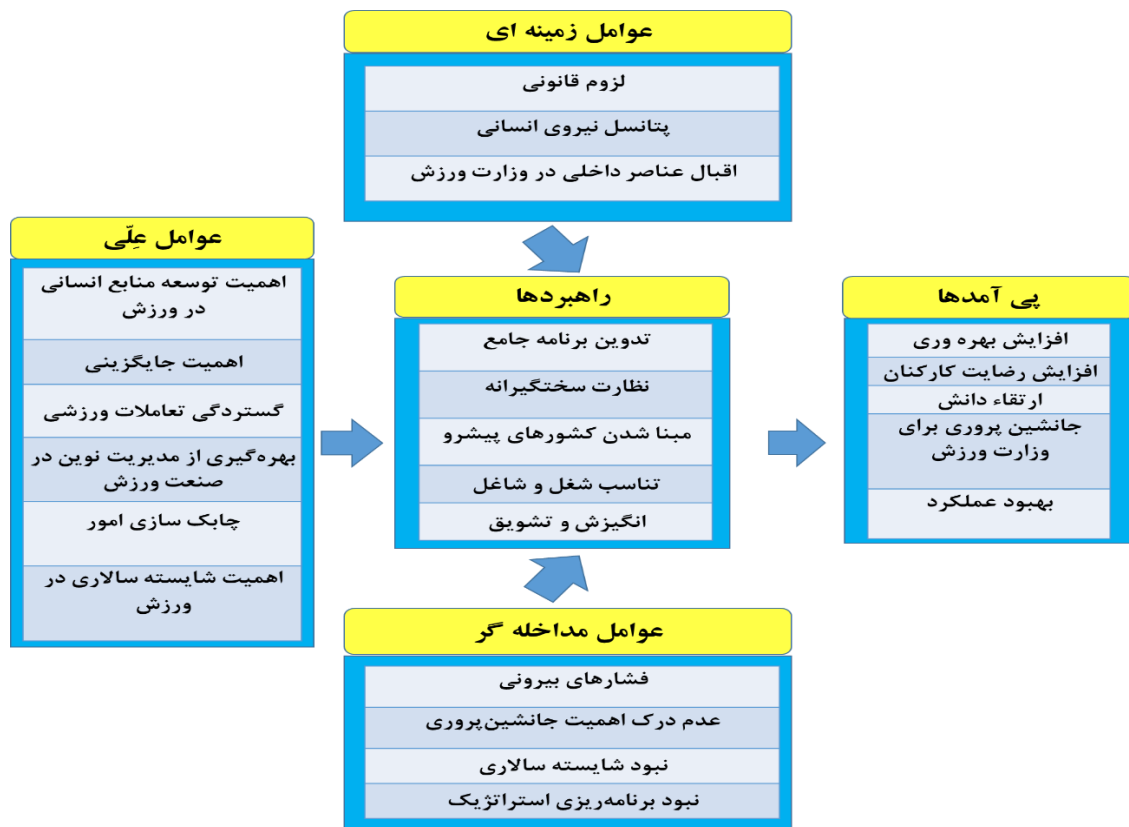 عوامل زمینه ای
لزوم قانونی
پتانسل نیروی انسانی
اقبال عناصر داخلی در وزارت ورزش
عوامل عِلّی
اهمیت توسعه منابع انسانی
در ورزش
اهمیت جایگزینی
گستردگی تعاملات ورزشی
بهره‌گیری از مدیریت نوین در
صنعت ورزش
چابک سازی امور
اهمیت شایسته سالاری در
ورزش
راهبردها
تدوین برنامه جامع
نظارت سختگیرانه
مبنا شدن کشورهای پیشرو
تناسب شغل و شاغل
انگیزش و تشویق
پی آمدها
افزایش بهره وری
افزایش رضایت کارکنان
ارتقاء دانش
جانشین پروری برای
وزارت ورزش
بهبود عملکرد
عوامل مداخله گر
فشارهای بیرونی
عدم درک اهمیت جانشین‌پروری
نبود شایسته سالاری
نبود برنامه‌ریزی استراتژیک